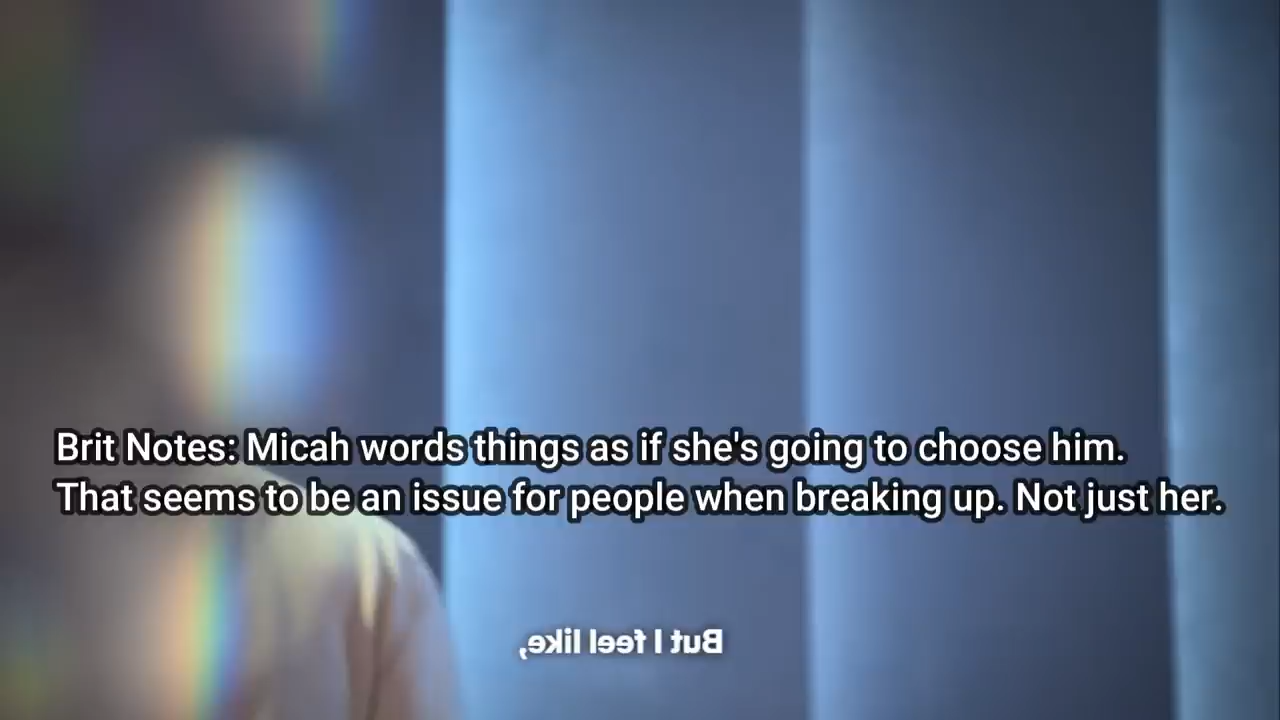 Brit Notes: Micah words things as if she's going to choose him.
That seems to be an issue for people when breaking up. Not just her.
But I feel like,